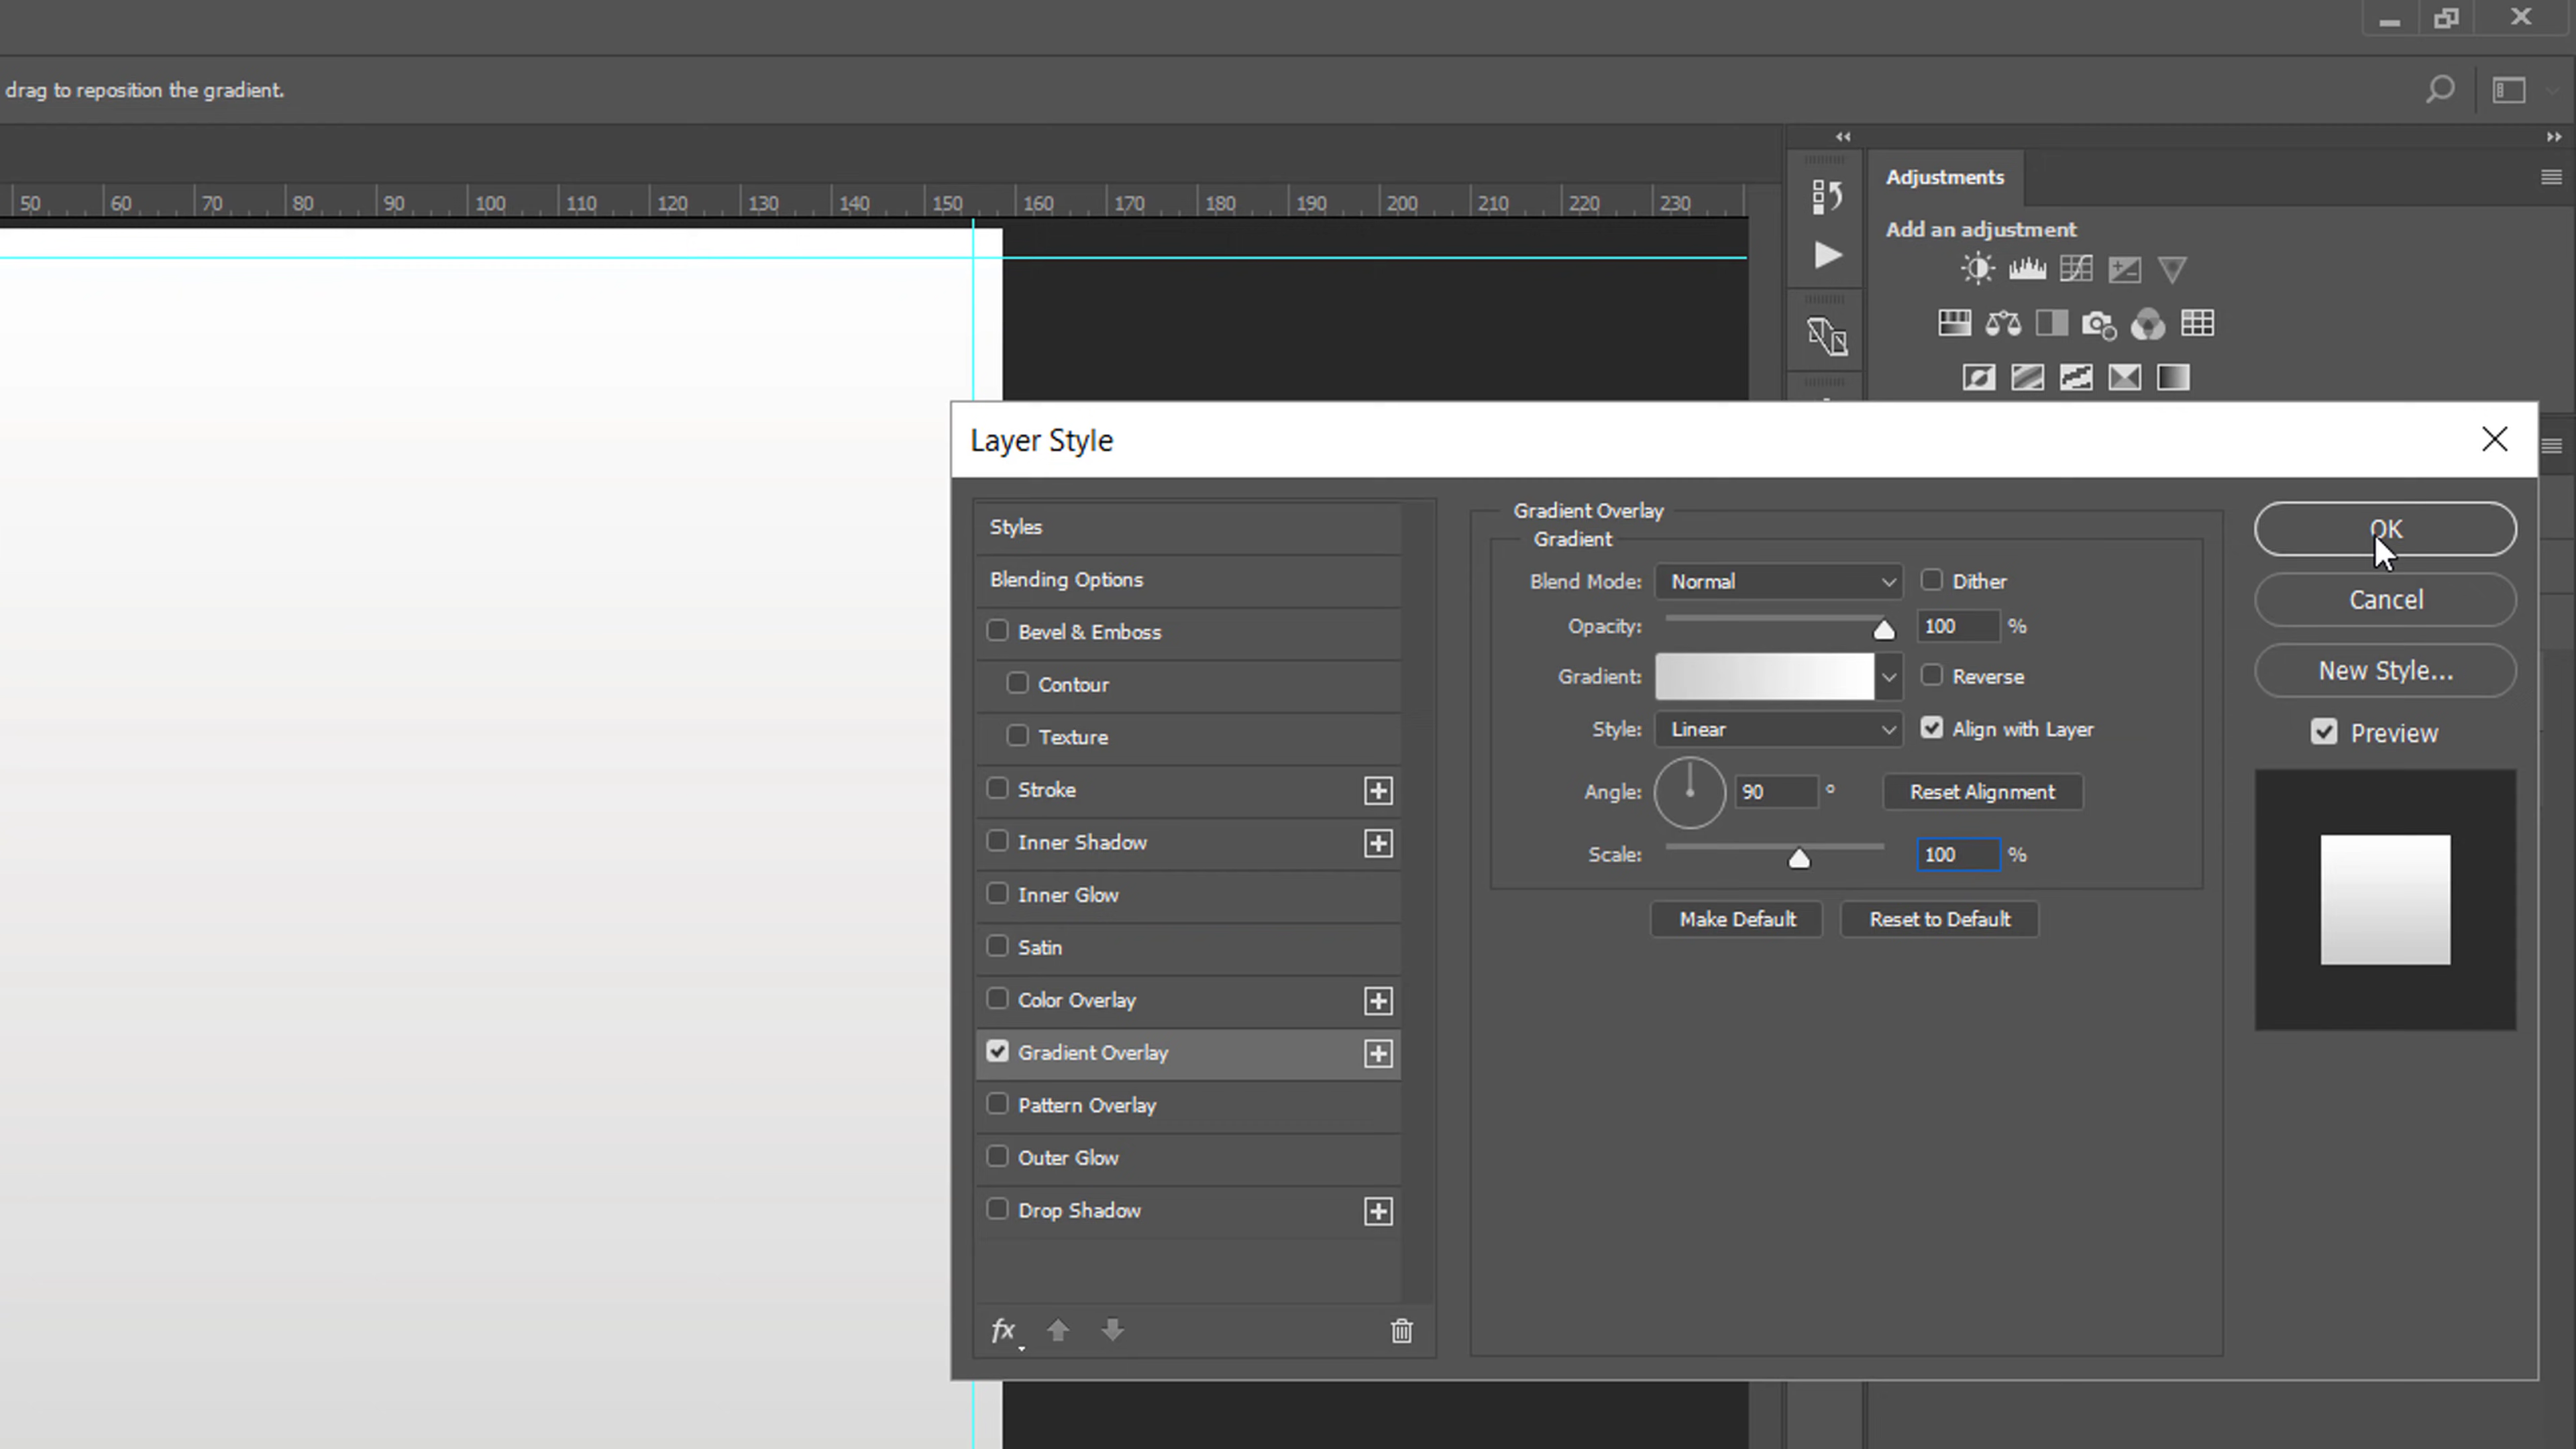 drag to reposition the gradient.
50 60 70 80 90 100 110 120 130 140 150 160 170 180 190 200 210 220 230
Adjustments
Add an adjustment
Layer Style
Styles
Blending Options
Bevel & Emboss
Contour
Texture
Stroke
Inner Shadow
Inner Glow
Satin
Color Overlay
Gradient Overlay
Pattern Overlay
Outer Glow
Drop Shadow
fx
Gradient Overlay
Gradient
Blend Mode: Normal Dither
Opacity: 100 %
Gradient: Reverse
Style: Linear Align with Layer
Angle: 90 ° Reset Alignment
Scale: 100 %
Make Default Reset to Default
OK
Cancel
New Style...
Preview